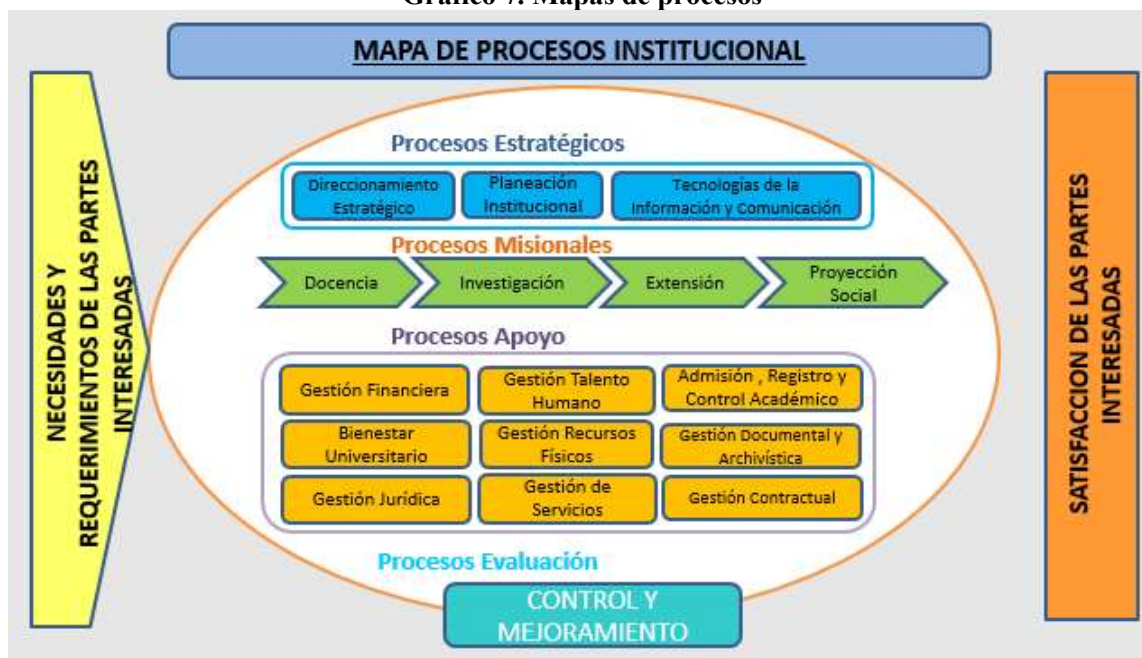 Gráfico 7. Mapas de procesos
MAPA DE PROCESOS INSTITUCIONAL
NECESIDADES Y
REQUERIMIENTOS DE LAS PARTES
INTERESADAS
Procesos Estratégicos
Direccionamiento
Estratégico
Planeación
Institucional
Tecnologías de la
Información y Comunicación
Procesos Misionales
Docencia
Investigación
Extensión
Proyección
Social
Procesos Apoyo
Gestión Financiera
Gestión Talento
Humano
Admisión , Registro y
Control Académico
Bienestar
Universitario
Gestión Recursos
Físicos
Gestión Documental y
Archivística
Gestión Jurídica
Gestión de
Servicios
Gestión Contractual
Procesos Evaluación
CONTROL Y
MEJORAMIENTO
SATISFACCION DE LAS PARTES
INTERESADAS